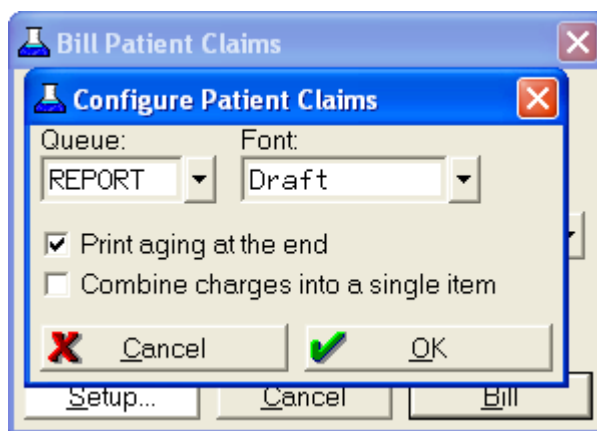 Bill Patient Claims
Configure Patient Claims
Queue: Font:
REPORT Draft
Print aging at the end
Combine charges into a single item
Cancel OK
Setup... Cancel Bill